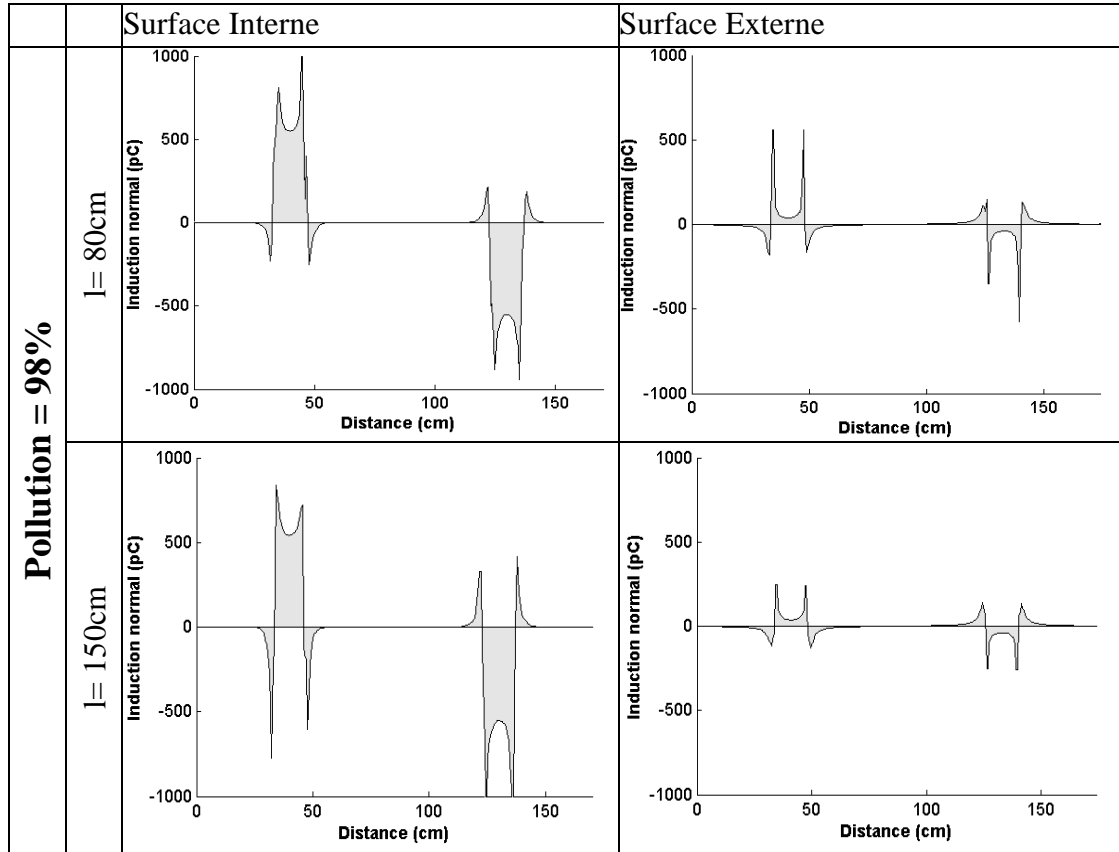 Surface Interne
Surface Externe
Pollution = 98%
l= 80cm
Induction normal (pC)
1000
500
0
-500
-1000
0
50
100
150
Distance (cm)
Induction normal (pC)
1000
500
0
-500
-1000
0
50
100
150
Distance (cm)
l= 150cm
Induction normal (pC)
1000
500
0
-500
-1000
0
50
100
150
Distance (cm)
Induction normal (pC)
1000
500
0
-500
-1000
0
50
100
150
Distance (cm)